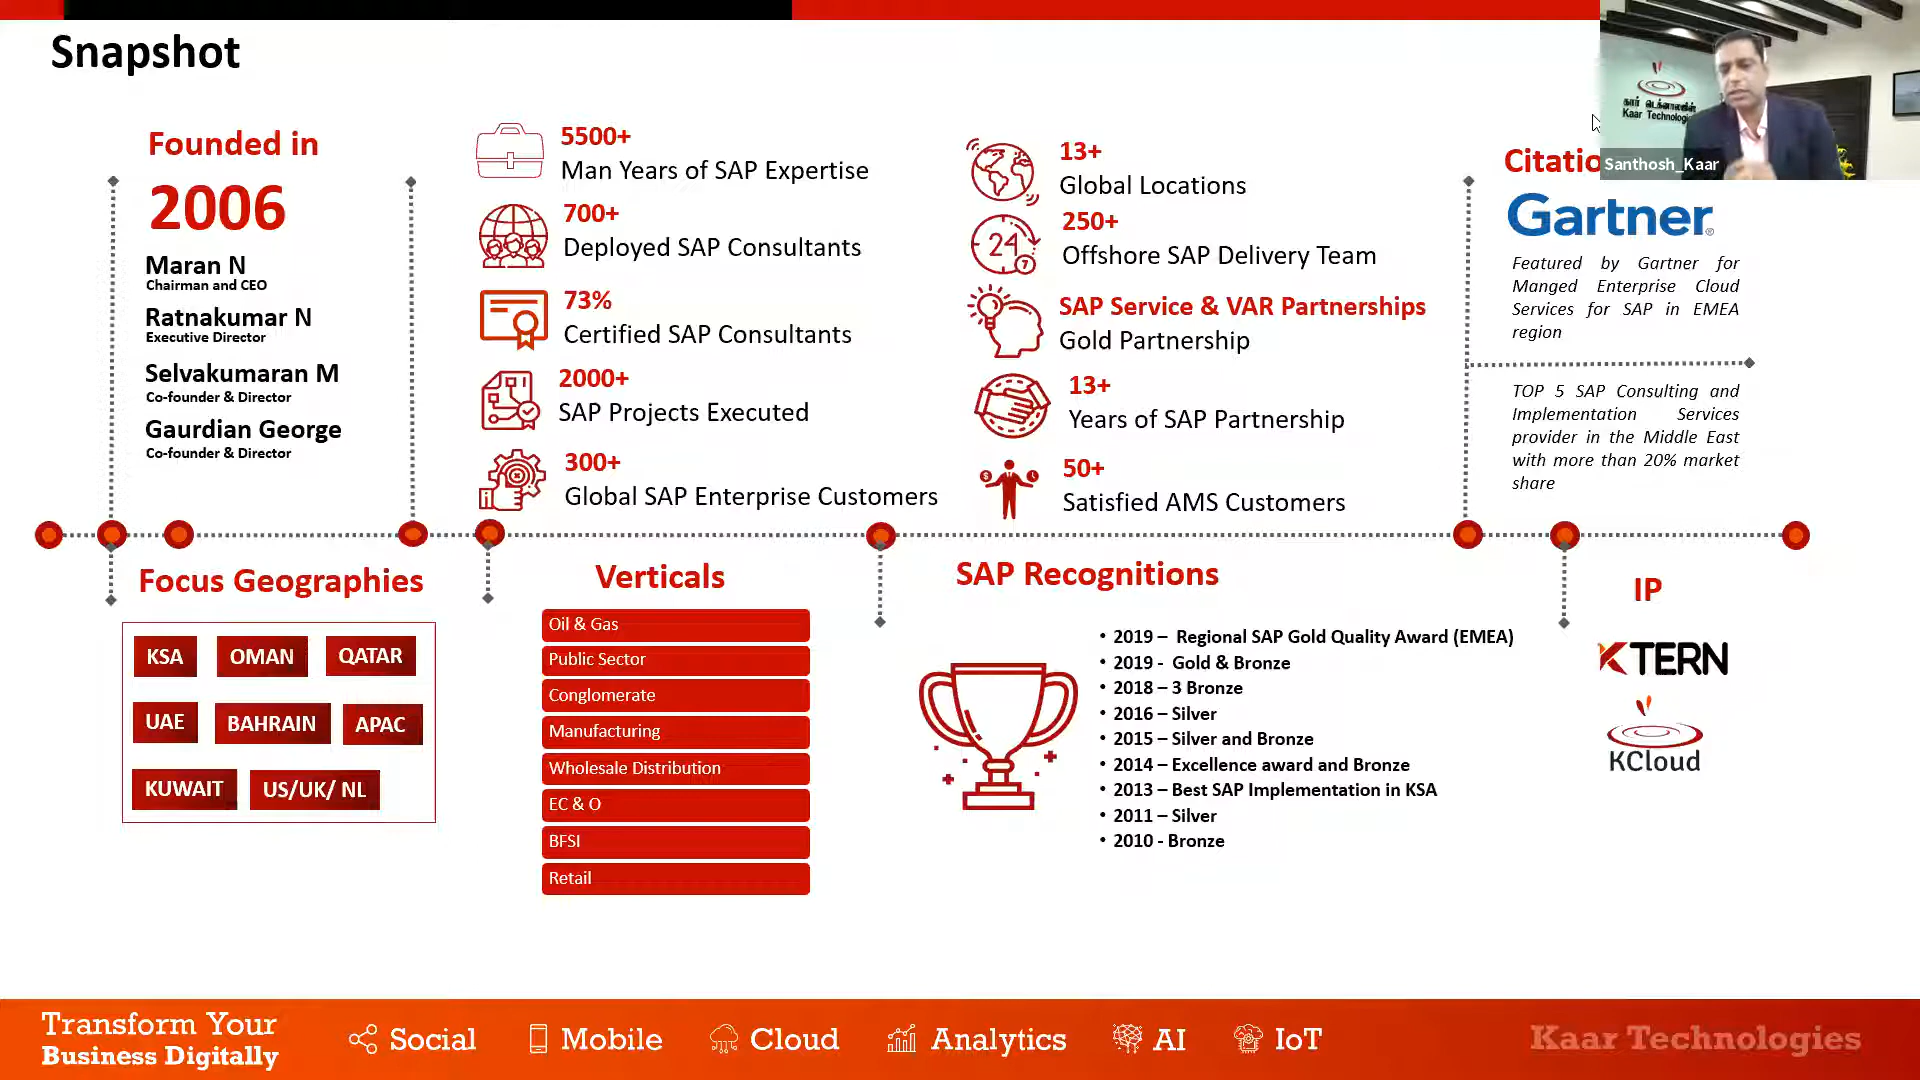 Snapshot
Founded in
2006
Maran N
Chairman and CEO
Ratnakumar N
Executive Director
Selvakumaran M
Co-founder & Director
Gaurdian George
Co-founder & Director
5500+
Man Years of SAP Expertise
700+
Deployed SAP Consultants
73%
Certified SAP Consultants
2000+
SAP Projects Executed
300+
Global SAP Enterprise Customers
13+
Global Locations
24
7
250+
Offshore SAP Delivery Team
SAP Service & VAR Partnerships
Gold Partnership
13+
Years of SAP Partnership
50+
Satisfied AMS Customers
Citatio
Gartner
Featured by Gartner for
Manged Enterprise Cloud
Services for SAP in EMEA
region
TOP 5 SAP Consulting and
Implementation Services
provider in the Middle East
with more than 20% market
share
கார் டெக்னாலஜிஸ்
Kaar Technologies
Santhosh_Kaar
Focus Geographies
KSA
OMAN
QATAR
UAE
BAHRAIN
APAC
KUWAIT
US/UK/ NL
Verticals
Oil & Gas
Public Sector
Conglomerate
Manufacturing
Wholesale Distribution
EC & O
BFSI
Retail
SAP Recognitions
• 2019 – Regional SAP Gold Quality Award (EMEA)
• 2019 - Gold & Bronze
• 2018 – 3 Bronze
• 2016 – Silver
• 2015 – Silver and Bronze
• 2014 – Excellence award and Bronze
• 2013 – Best SAP Implementation in KSA
• 2011 – Silver
• 2010 - Bronze
IP
KTERN
KCloud
Transform Your
Business Digitally
Social
Mobile
Cloud
Analytics
AI
IoT
Kaar Technologies